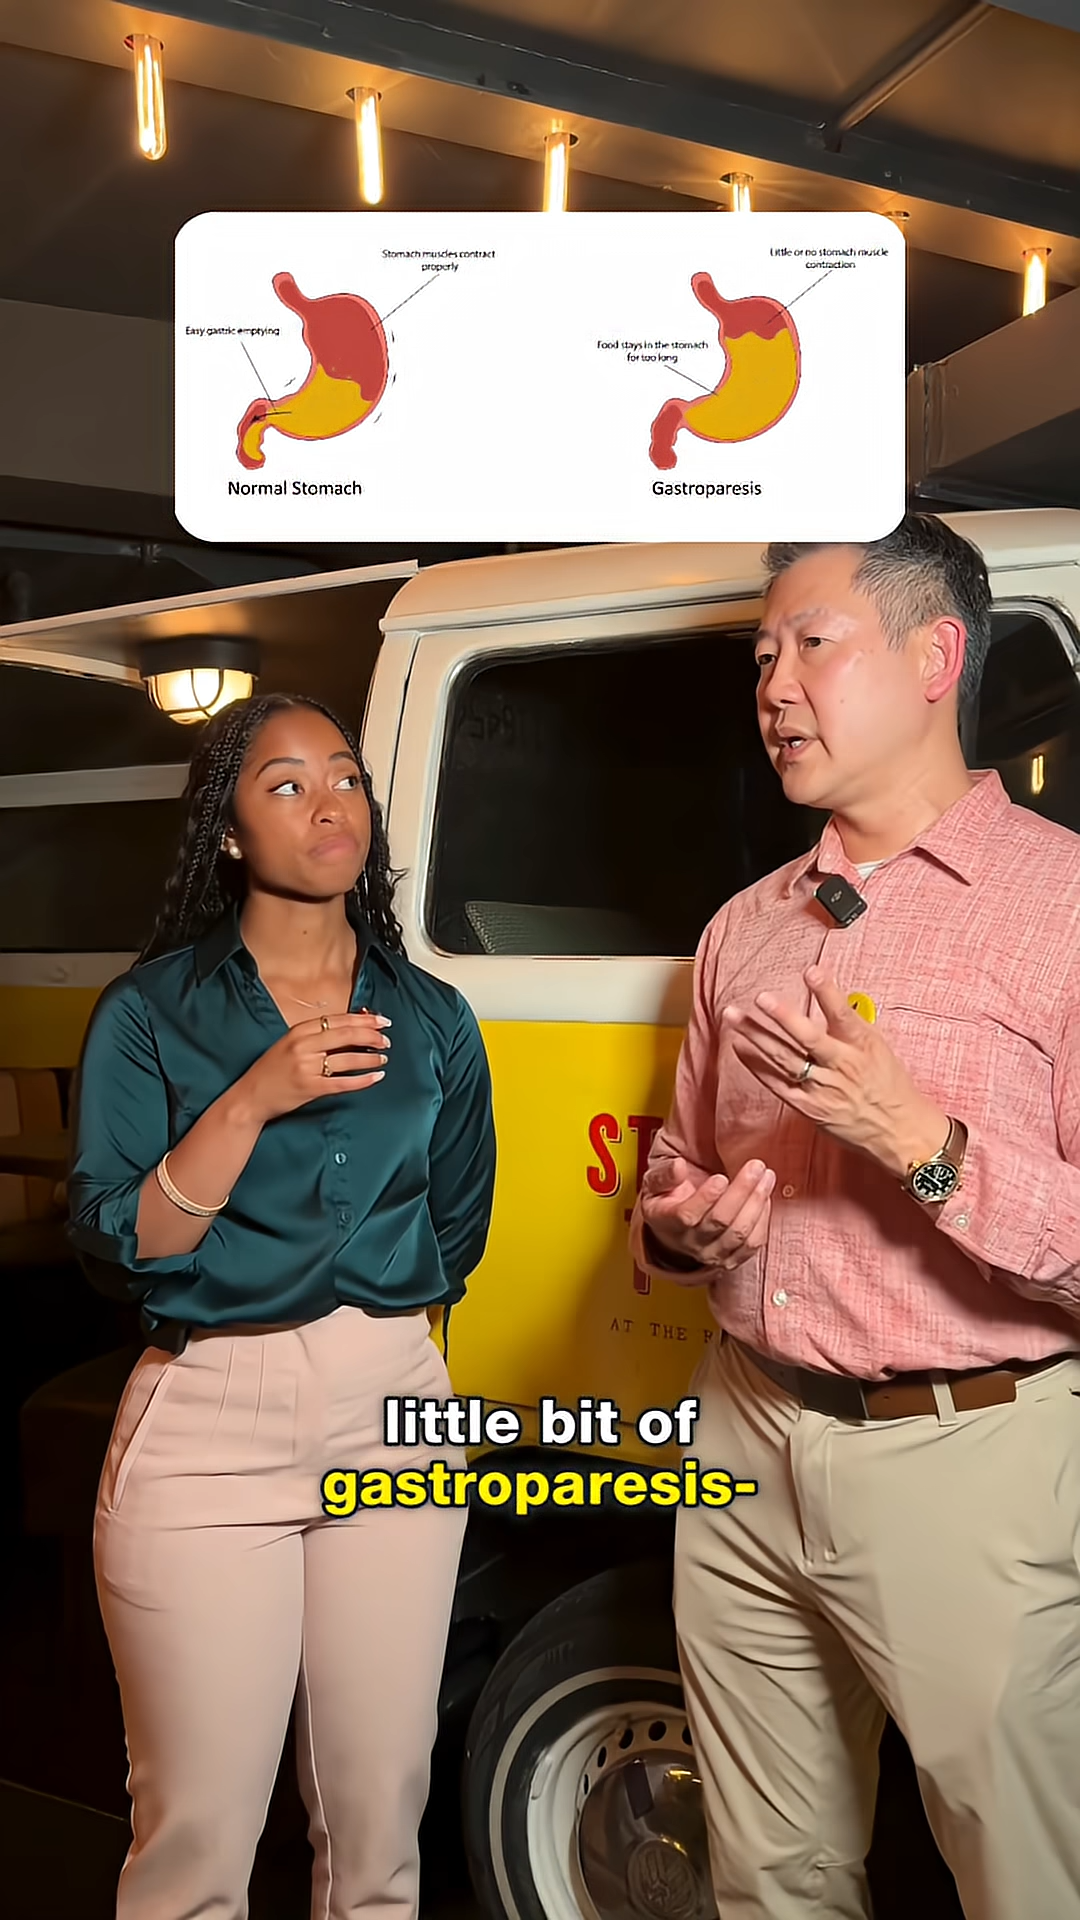 Stomach muscles contract
properly
Little or no stomach muscle
contraction
Easy gastric emptying
Food stays in the stomach
for too long
Normal Stomach
Gastroparesis
ST
AT THE
little bit of
gastroparesis-